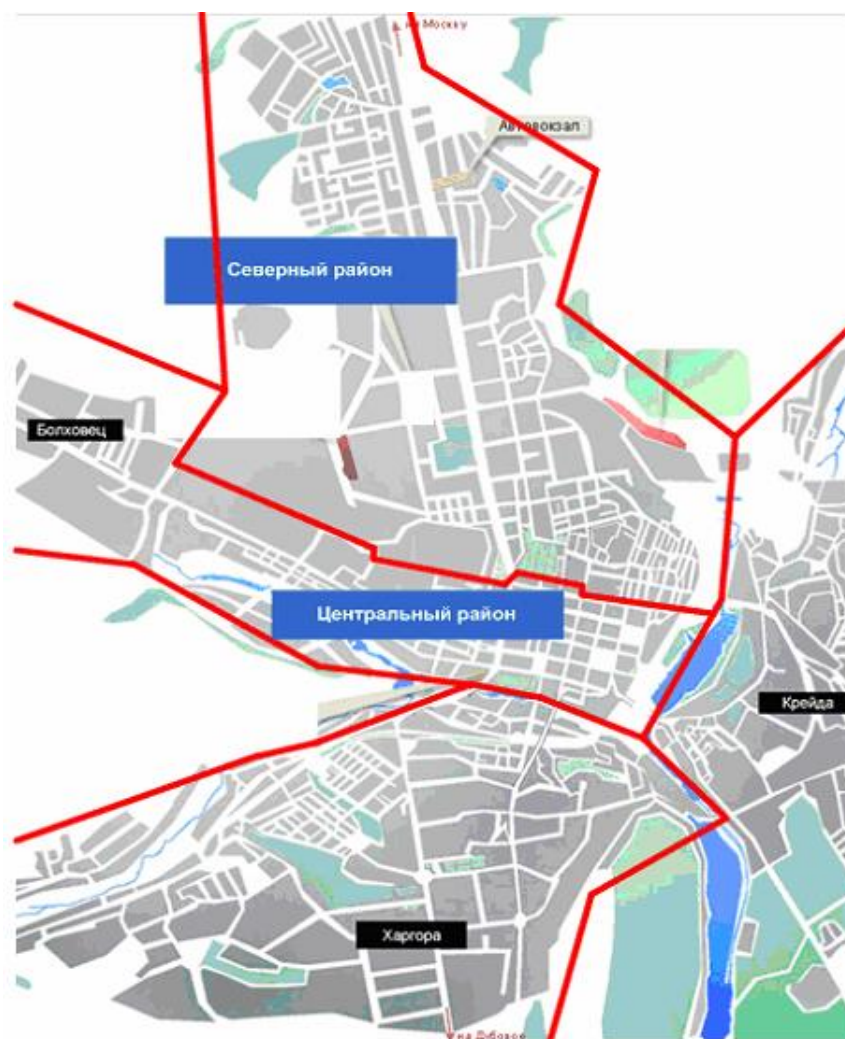 на Москву
Автовокзал
Северный район
Болховец
Центральный район
Крейда
Харгора
на Дубовое